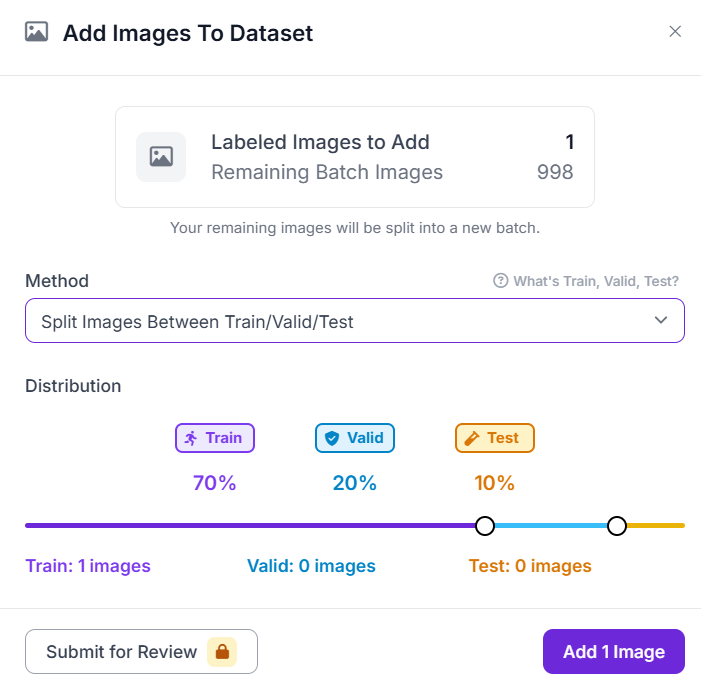 Add Images To Dataset
Labeled Images to Add 1
Remaining Batch Images 998
Your remaining images will be split into a new batch.
Method What's Train, Valid, Test?
Split Images Between Train/Valid/Test
Distribution
Train Valid Test
70% 20% 10%
Train: 1 images Valid: 0 images Test: 0 images
Submit for Review Add 1 Image